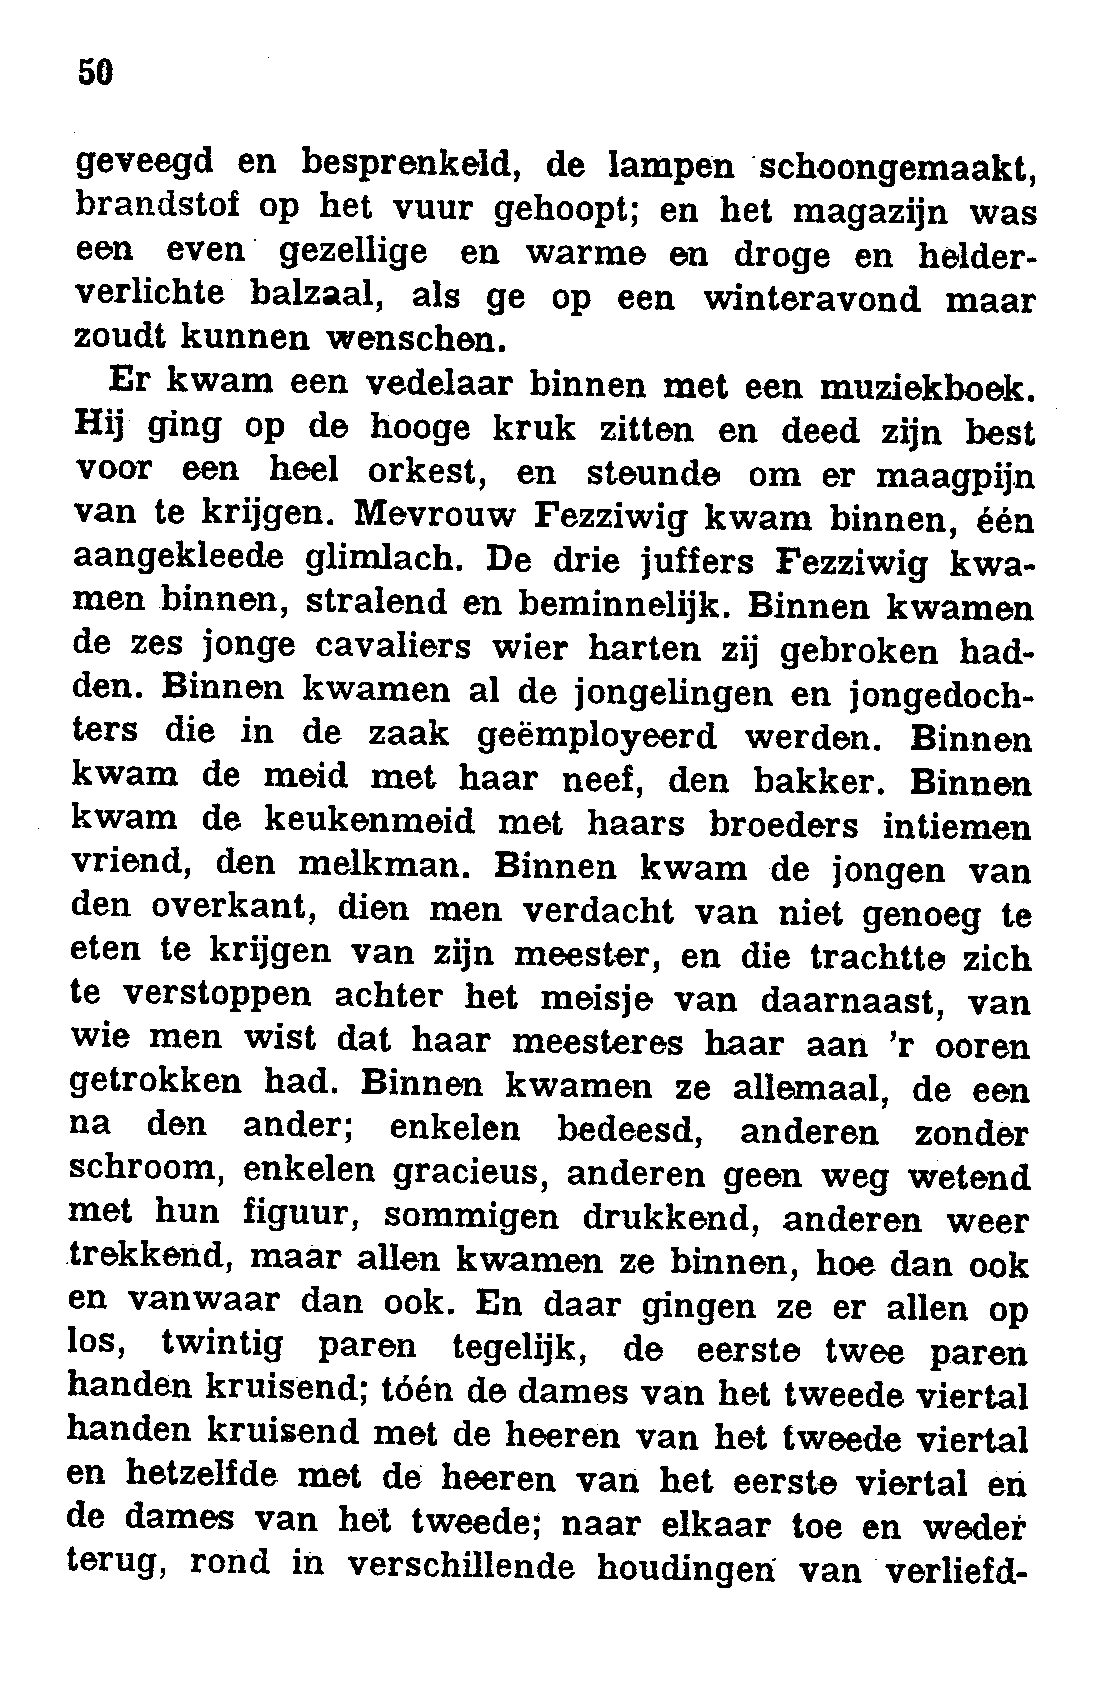 50
geveegd en besprenkeld, de lampen schoongemaakt,
brandstof op het vuur gehoopt; en het magazijn was
een even gezellige en warme en droge en helder-
verlichte balzaal, als ge op een winteravond maar
zoudt kunnen wenschen.
Er kwam een vedelaar binnen met een muziekboek.
Hij ging op de hooge kruk zitten en deed zijn best
voor een heel orkest, en steunde om er maagpijn
van te krijgen. Mevrouw Fezziwig kwam binnen, één
aangekleede glimlach. De drie juffers Fezziwig kwa-
men binnen, stralend en beminnelijk. Binnen kwamen
de zes jonge cavaliers wier harten zij gebroken had-
den. Binnen kwamen al de jongelingen en jongedoch-
ters die in de zaak geëmployeerd werden. Binnen
kwam de meid met haar neef, den bakker. Binnen
kwam de keukenmeid met haars broeders intiemen
vriend, den melkman. Binnen kwam de jongen van
den overkant, dien men verdacht van niet genoeg te
eten te krijgen van zijn meester, en die trachtte zich
te verstoppen achter het meisje van daarnaast, van
wie men wist dat haar meesteres haar aan 'r ooren
getrokken had. Binnen kwamen ze allemaal, de een
na den ander; enkelen bedeesd, anderen zonder
schroom, enkelen gracieus, anderen geen weg wetend
met hun figuur, sommigen drukkend, anderen weer
trekkend, maar allen kwamen ze binnen, hoe dan ook
en vanwaar dan ook. En daar gingen ze er allen op
los, twintig paren tegelijk, de eerste twee paren
handen kruisend; tóén de dames van het tweede viertal
handen kruisend met de heeren van het tweede viertal
en hetzelfde met de heeren van het eerste viertal en
de dames van het tweede; naar elkaar toe en weder
terug, rond in verschillende houdingen van verliefd-